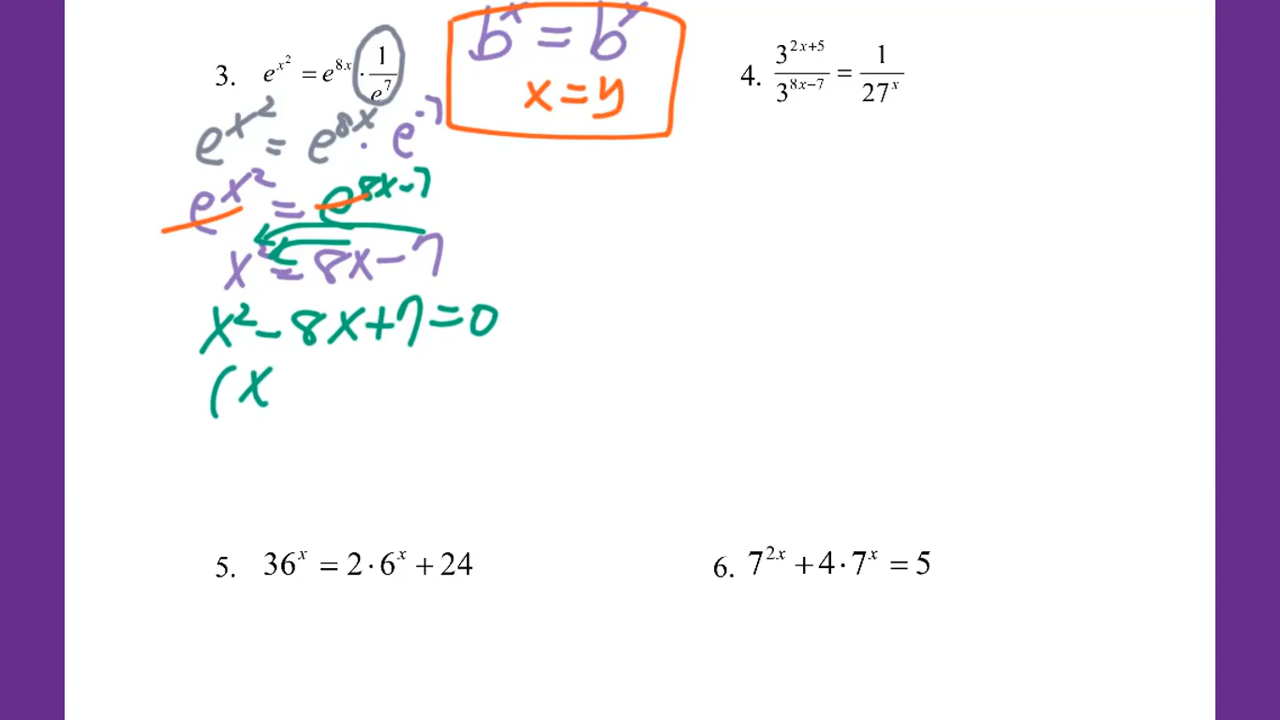 3. e^{x^2} = e^{8x} · 1/e^7
b^x = b^y
x = y
4. 3^{2x+5}/3^{8x-7} = 1/27^x
e^{x^2} = e^{8x} · e^{-7}
e^{x^2} = e^{8x-7}
x^2 = 8x - 7
x^2 - 8x + 7 = 0
(x
5. 36^x = 2 · 6^x + 24
6. 7^{2x} + 4 · 7^x = 5